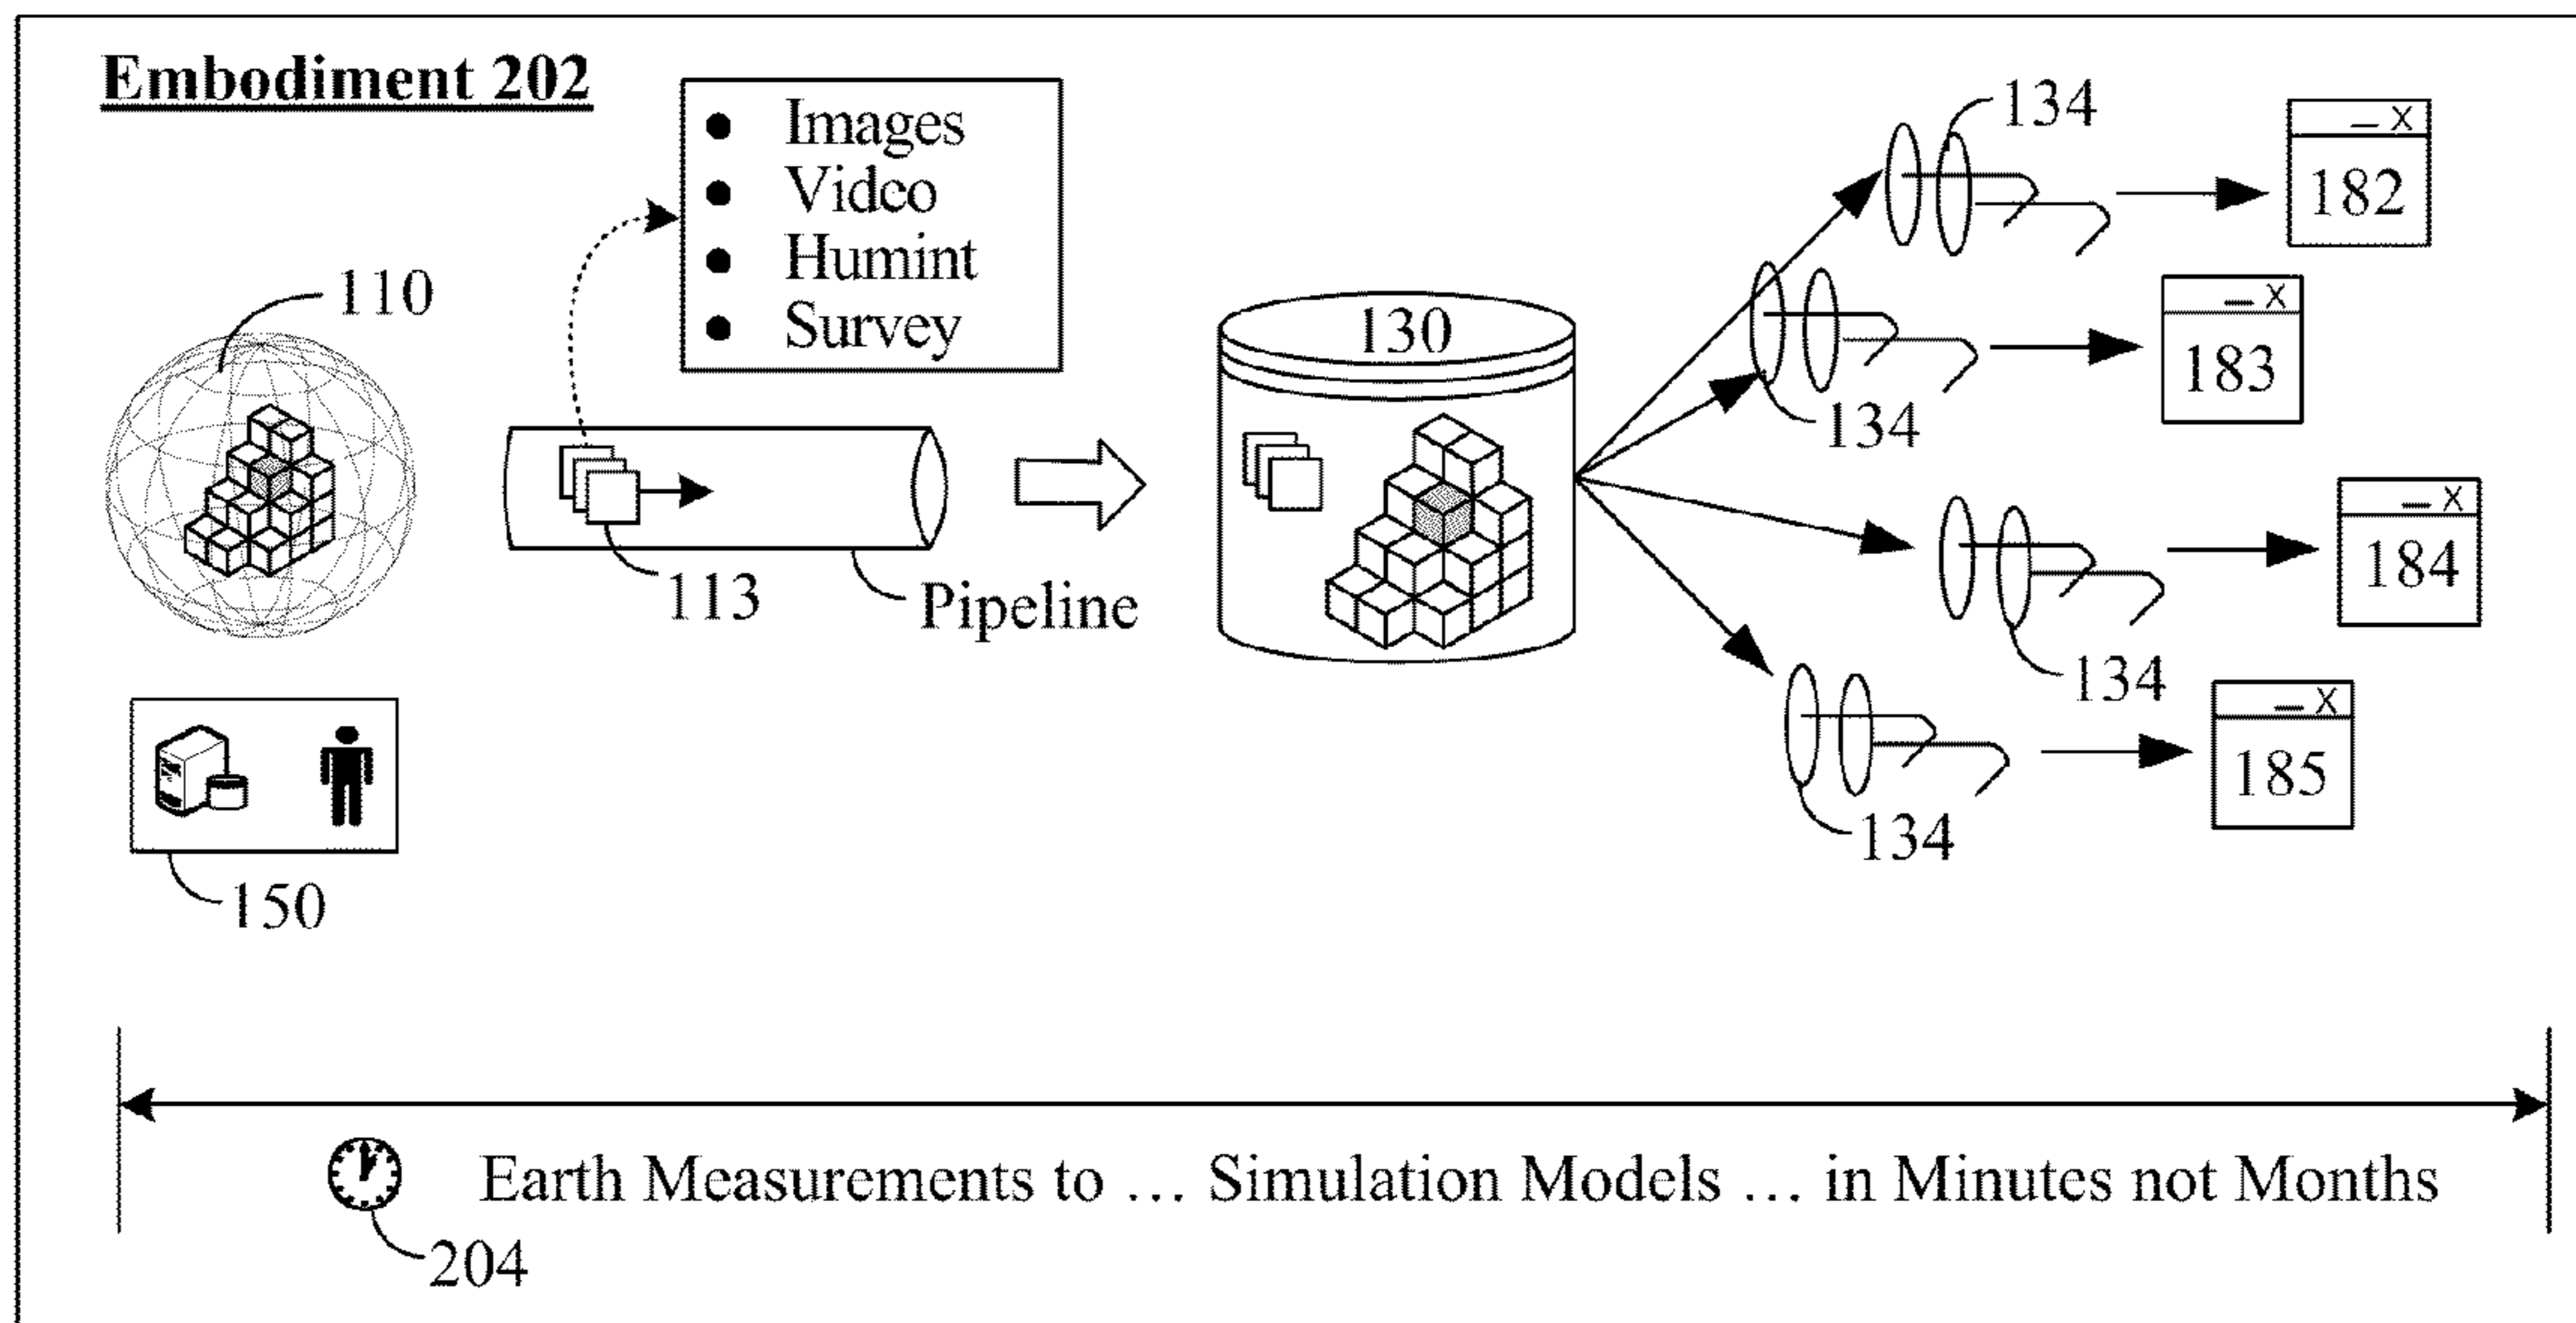 Embodiment 202
● Images
● Video
● Humint
● Survey
110
113
Pipeline
130
134
– X
182
134
– X
183
134
– X
184
134
– X
185
150
Earth Measurements to ... Simulation Models ... in Minutes not Months
204